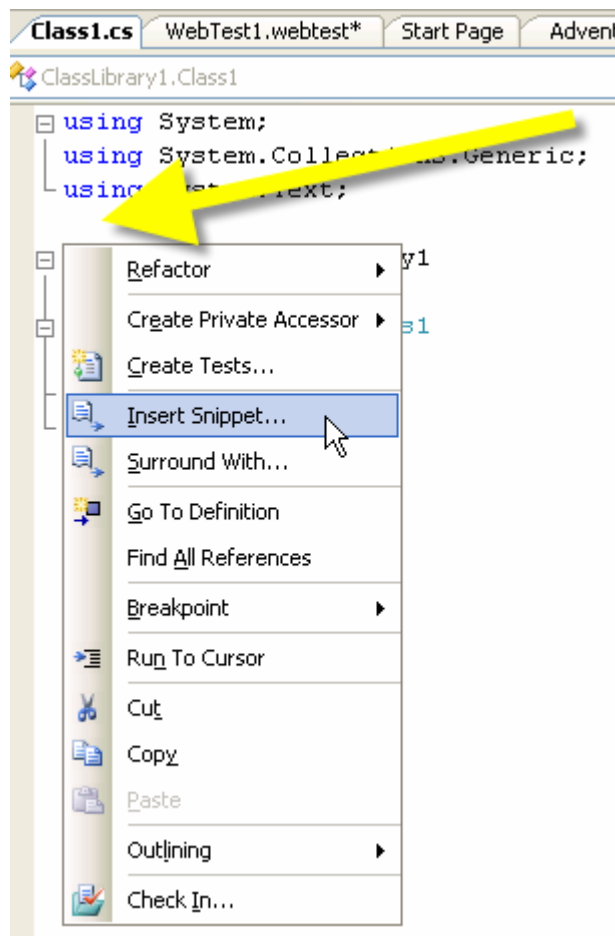 Class1.cs WebTest1.webtest* Start Page Advent
ClassLibrary1.Class1
using System;
using System.Collections.Generic;
using System.Text;
y1
s1
Refactor
Create Private Accessor
Create Tests...
Insert Snippet...
Surround With...
Go To Definition
Find All References
Breakpoint
Run To Cursor
Cut
Copy
Paste
Outlining
Check In...